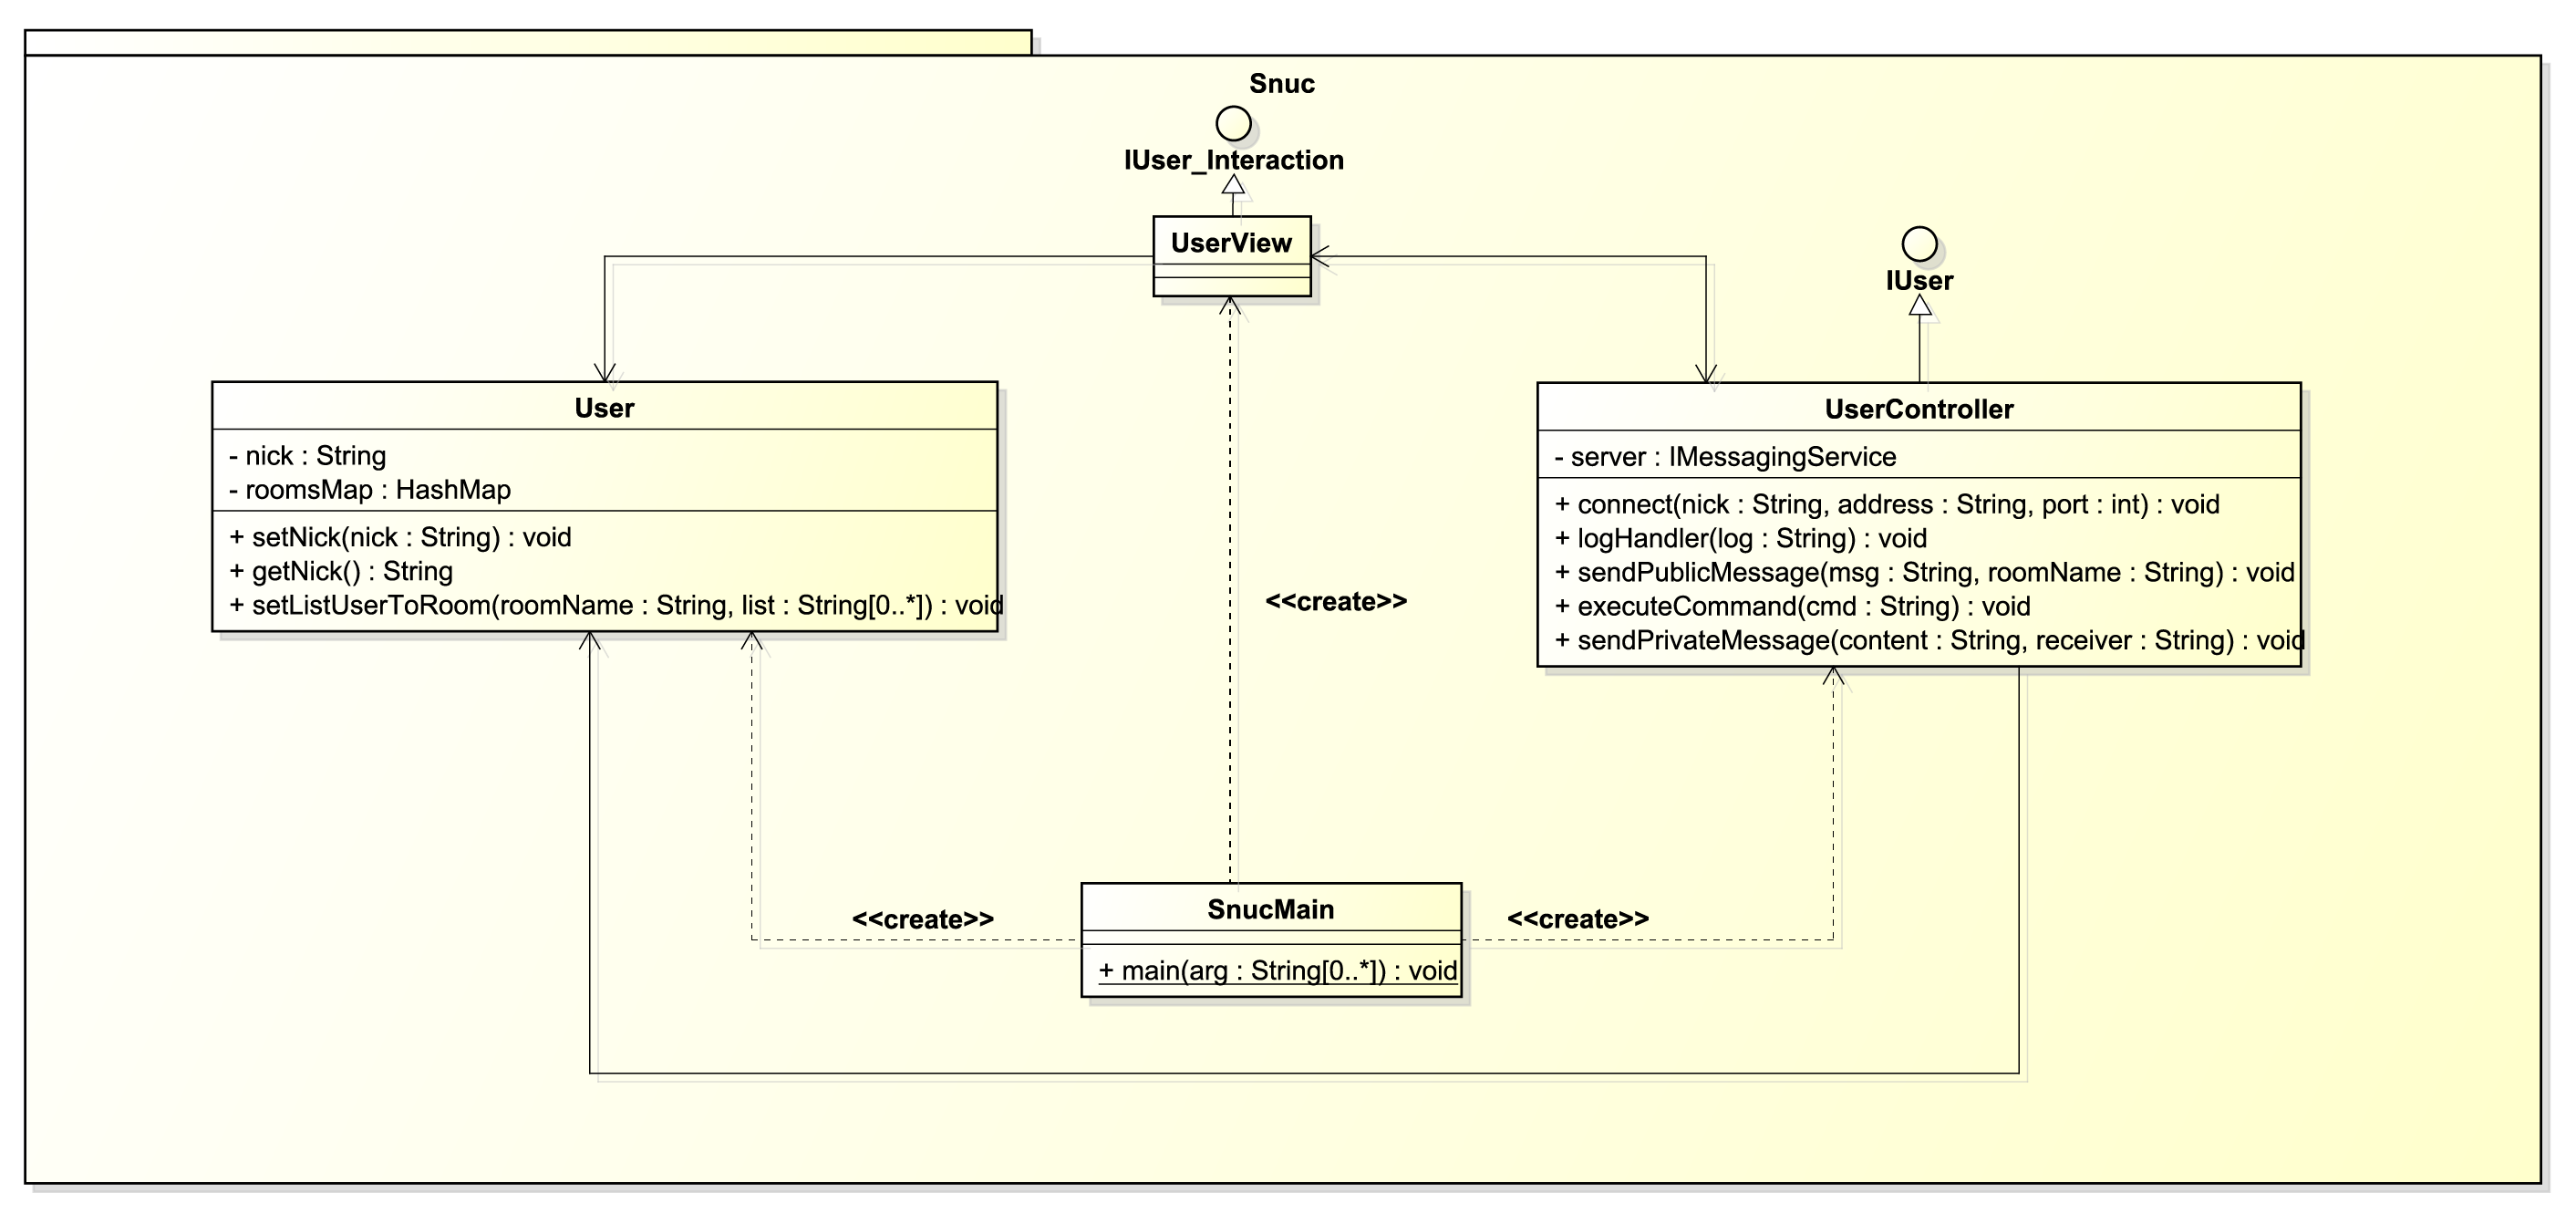 Snuc
IUser_Interaction
UserView
IUser
User
- nick : String
- roomsMap : HashMap
+ setNick(nick : String) : void
+ getNick() : String
+ setListUserToRoom(roomName : String, list : String[0..*]) : void
UserController
- server : IMessagingService
+ connect(nick : String, address : String, port : int) : void
+ logHandler(log : String) : void
+ sendPublicMessage(msg : String, roomName : String) : void
+ executeCommand(cmd : String) : void
+ sendPrivateMessage(content : String, receiver : String) : void
<<create>>
<<create>>
SnucMain
+ main(arg : String[0..*]) : void
<<create>>